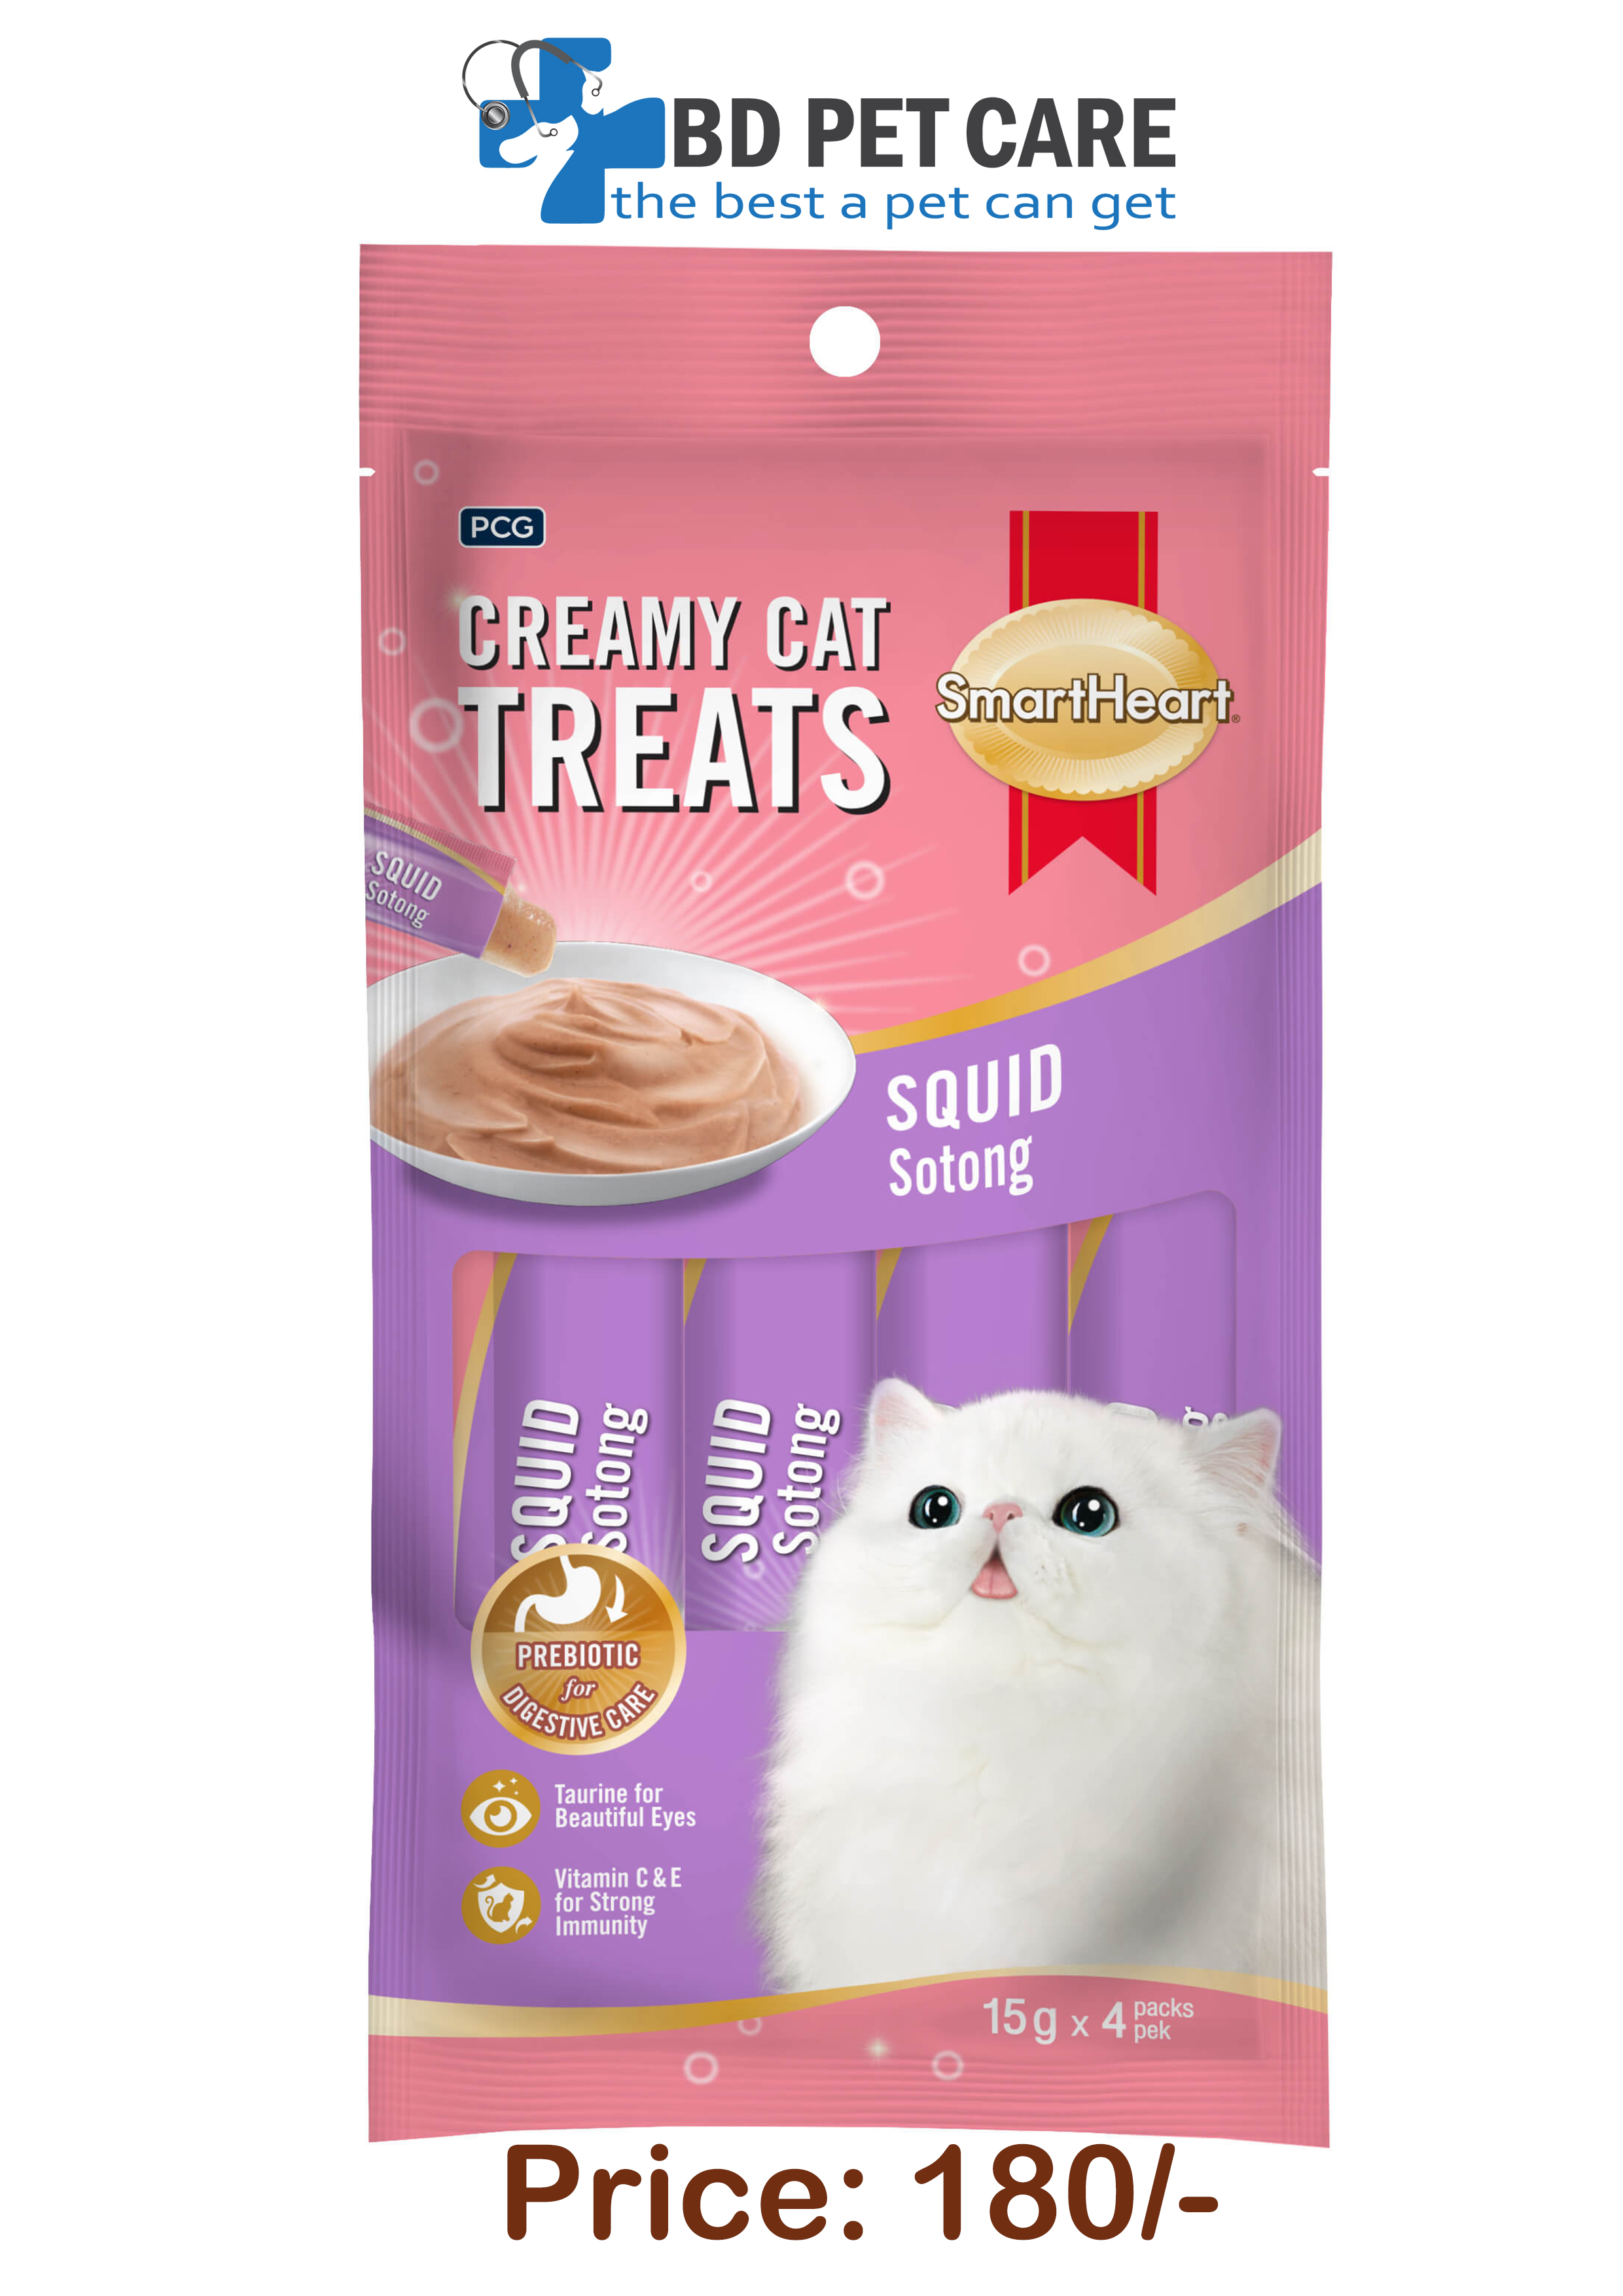 BD PET CARE
the best a pet can get
PCG
CREAMY CAT
TREATS
SmartHeart®
SQUID
Sotong
SQUID
Sotong
SQUID
Sotong
SQUID
Sotong
PREBIOTIC
for
DIGESTIVE CARE
Taurine for
Beautiful Eyes
Vitamin C & E
for Strong
Immunity
15g x 4 packs
pek
Price: 180/-